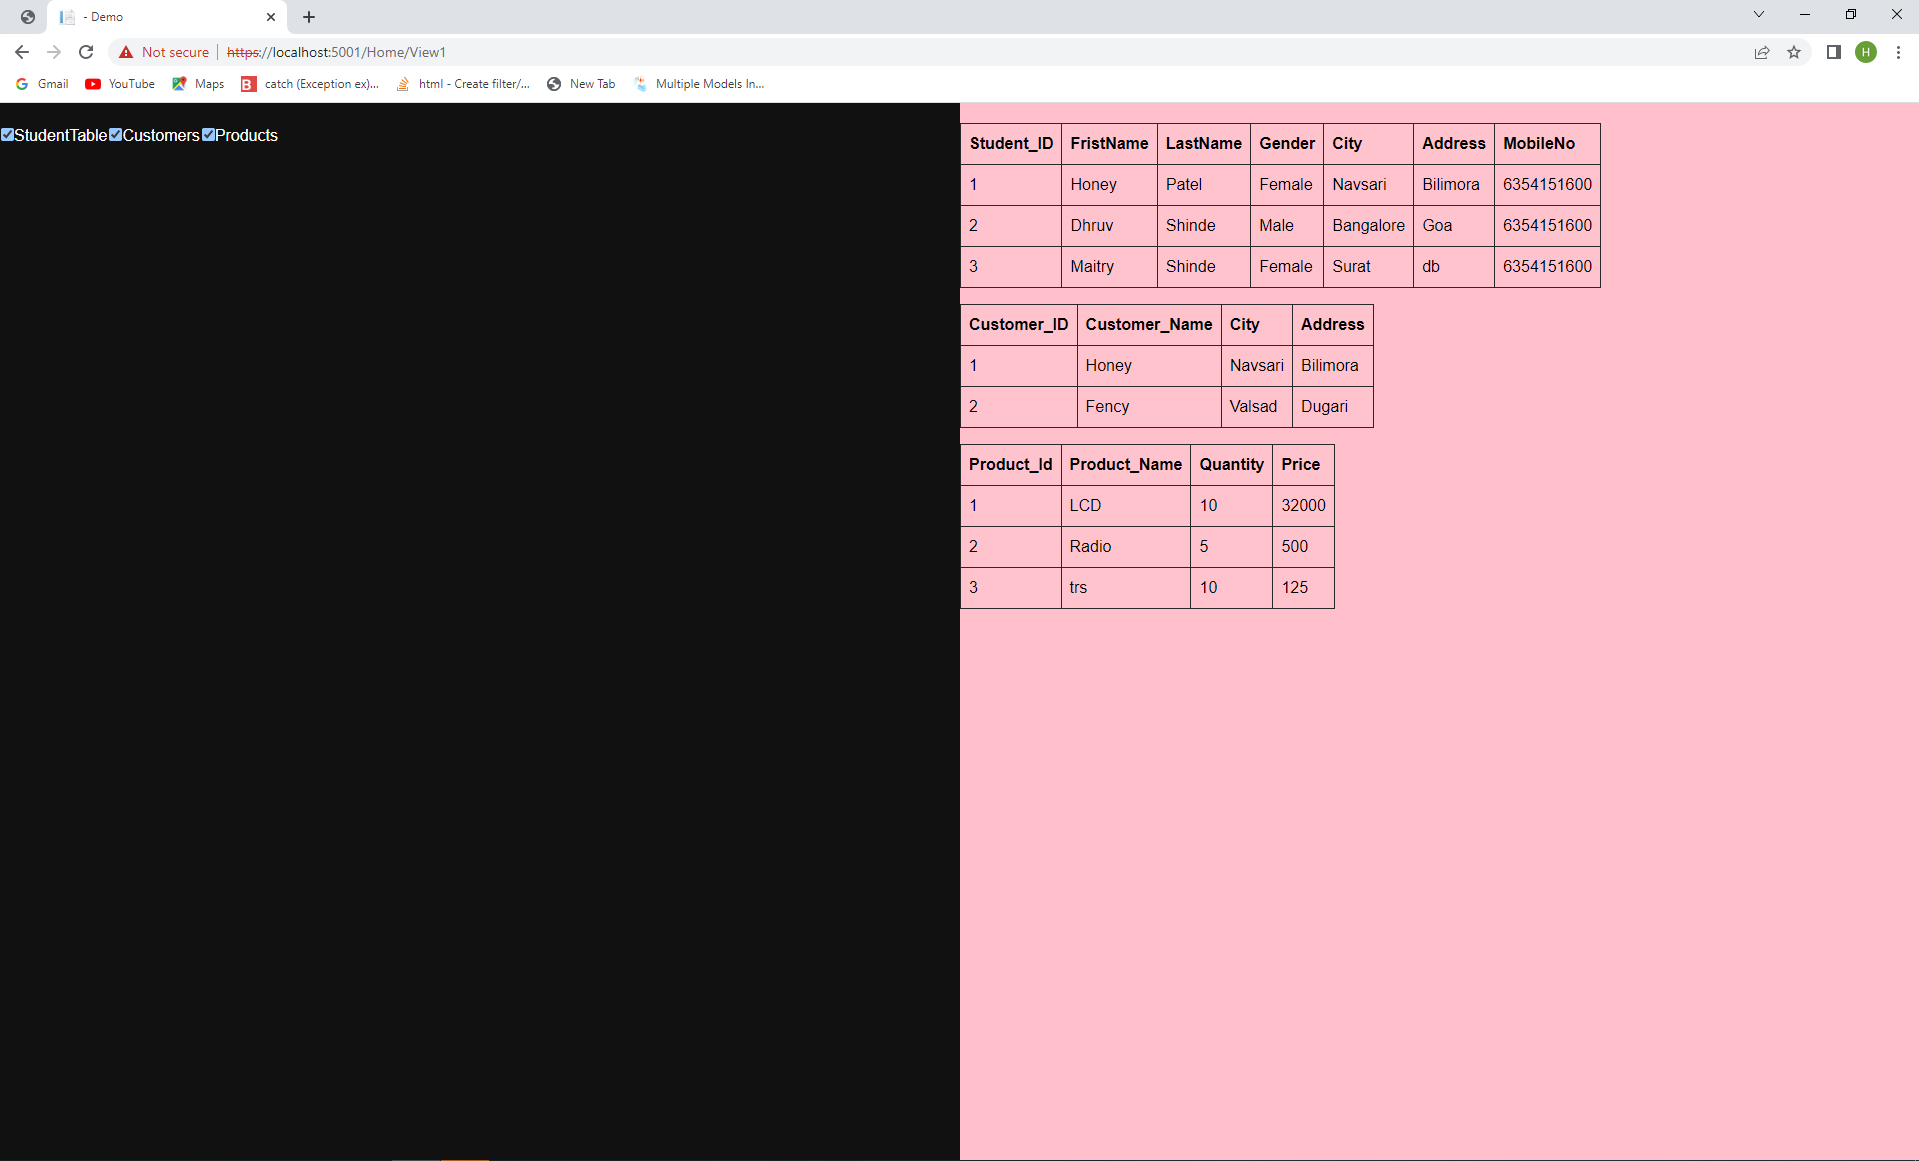 - Demo
Not secure https://localhost:5001/Home/View1
H
Gmail YouTube Maps catch (Exception ex)... html - Create filter/... New Tab Multiple Models In...
StudentTable Customers Products
Student_ID FristName LastName Gender City Address MobileNo
1 Honey Patel Female Navsari Bilimora 6354151600
2 Dhruv Shinde Male Bangalore Goa 6354151600
3 Maitry Shinde Female Surat db 6354151600
Customer_ID Customer_Name City Address
1 Honey Navsari Bilimora
2 Fency Valsad Dugari
Product_Id Product_Name Quantity Price
1 LCD 10 32000
2 Radio 5 500
3 trs 10 125